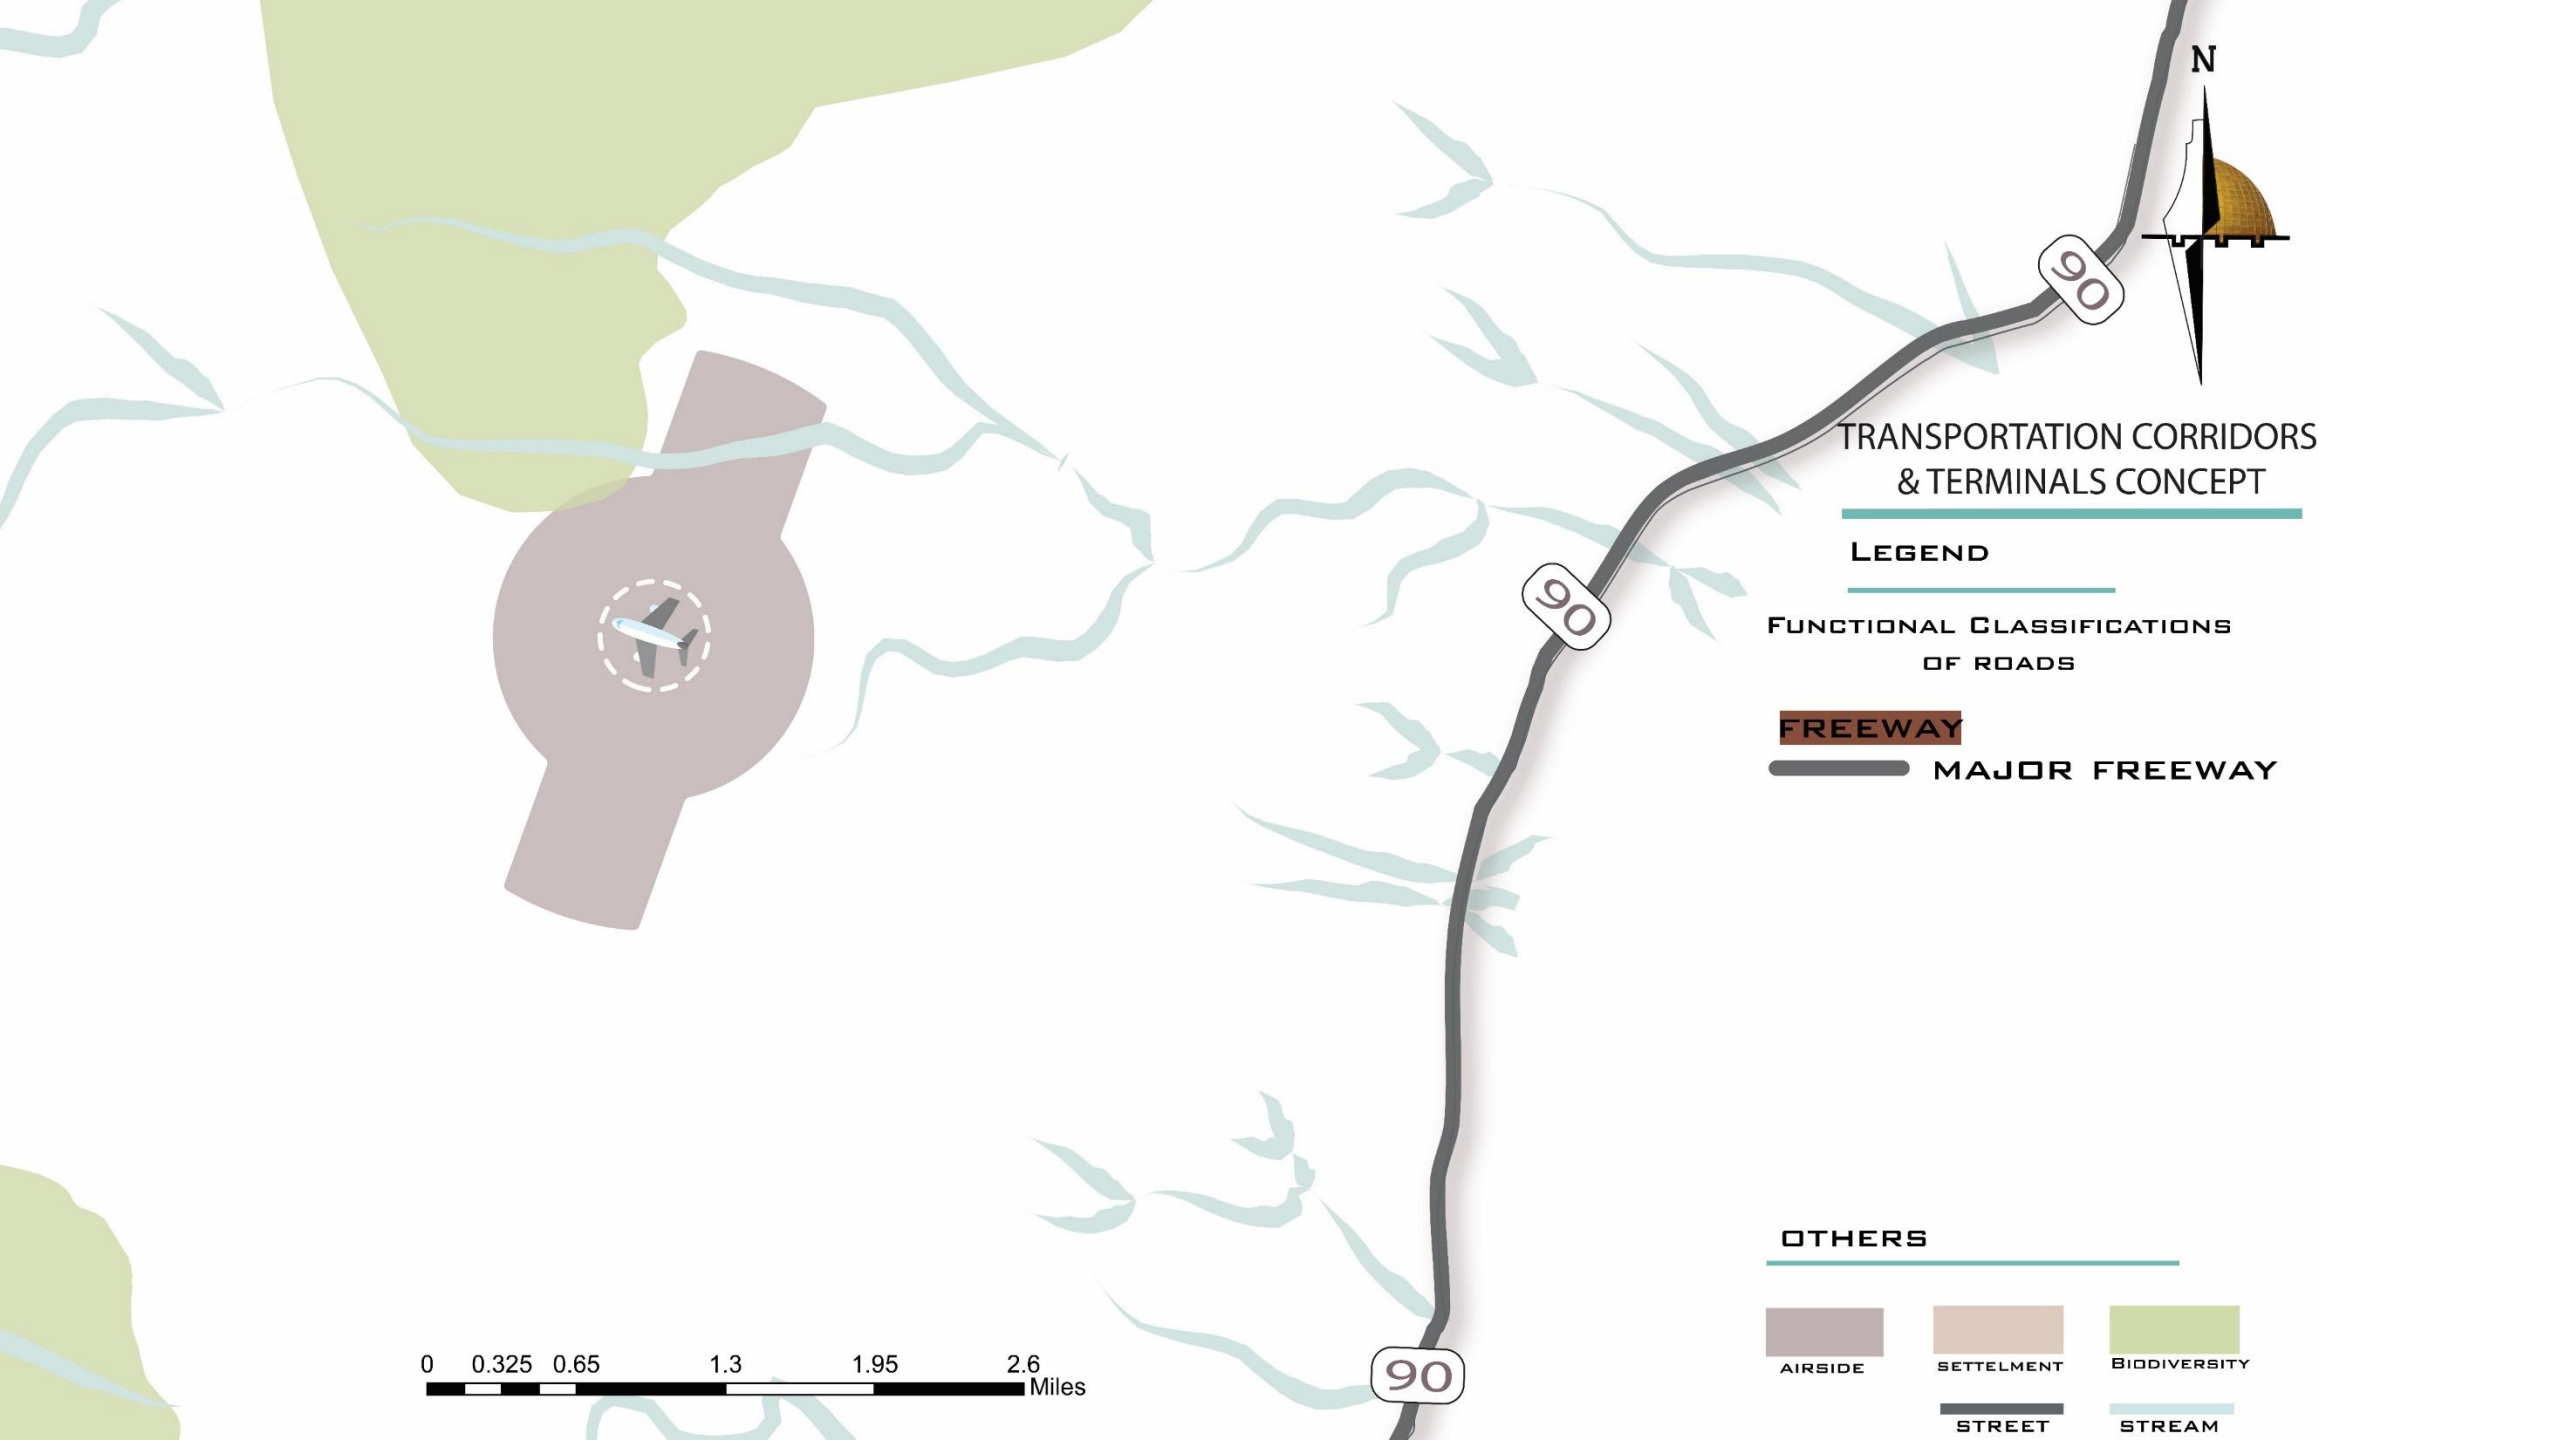 N
90
TRANSPORTATION CORRIDORS
& TERMINALS CONCEPT
LEGEND
90
FUNCTIONAL CLASSIFICATIONS
OF ROADS
FREEWAY
MAJOR FREEWAY
OTHERS
AIRSIDE SETTELMENT BIODIVERSITY
STREET STREAM
0 0.325 0.65 1.3 1.95 2.6
Miles
90